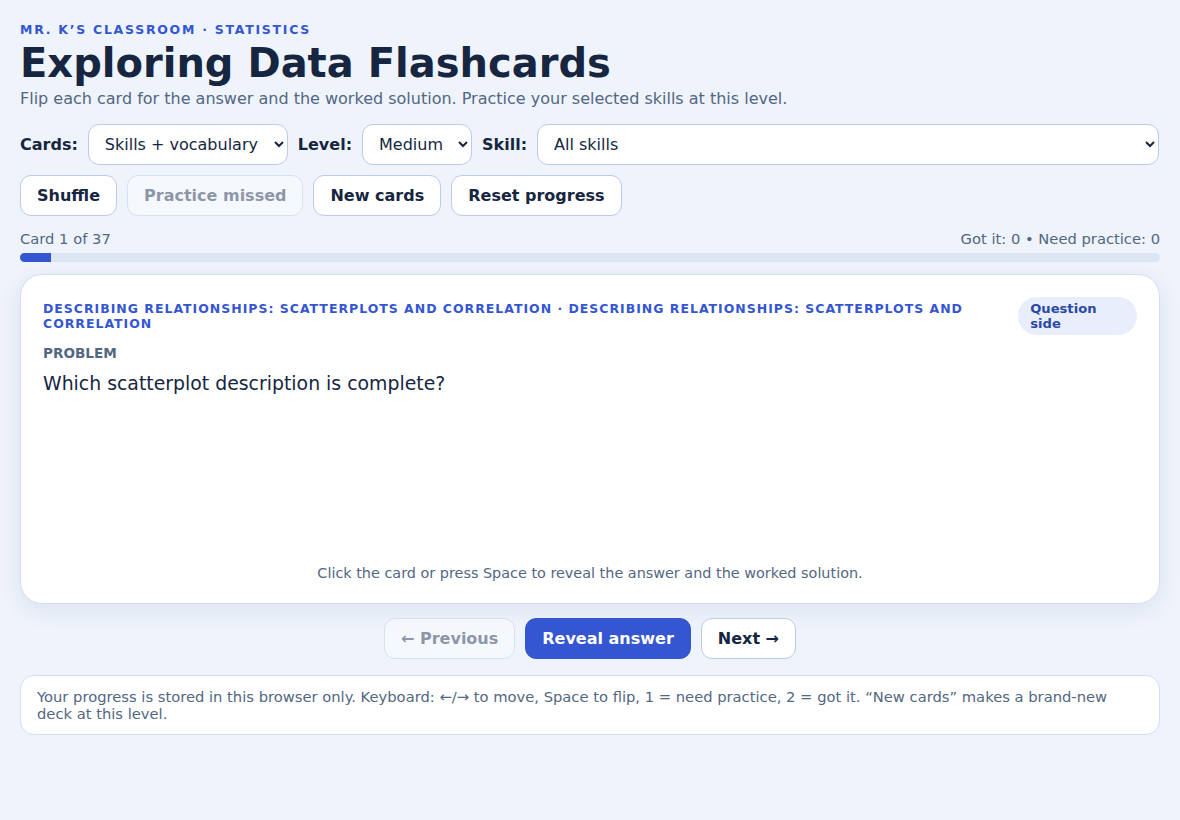 MR. K’S CLASSROOM · STATISTICS
Exploring Data Flashcards
Flip each card for the answer and the worked solution. Practice your selected skills at this level.
Cards: Skills + vocabulary Level: Medium Skill: All skills
Shuffle Practice missed New cards Reset progress
Card 1 of 37 Got it: 0 • Need practice: 0
DESCRIBING RELATIONSHIPS: SCATTERPLOTS AND CORRELATION · DESCRIBING RELATIONSHIPS: SCATTERPLOTS AND
CORRELATION
Question
side
PROBLEM
Which scatterplot description is complete?
Click the card or press Space to reveal the answer and the worked solution.
← Previous Reveal answer Next →
Your progress is stored in this browser only. Keyboard: ←/→ to move, Space to flip, 1 = need practice, 2 = got it. “New cards” makes a brand-new
deck at this level.